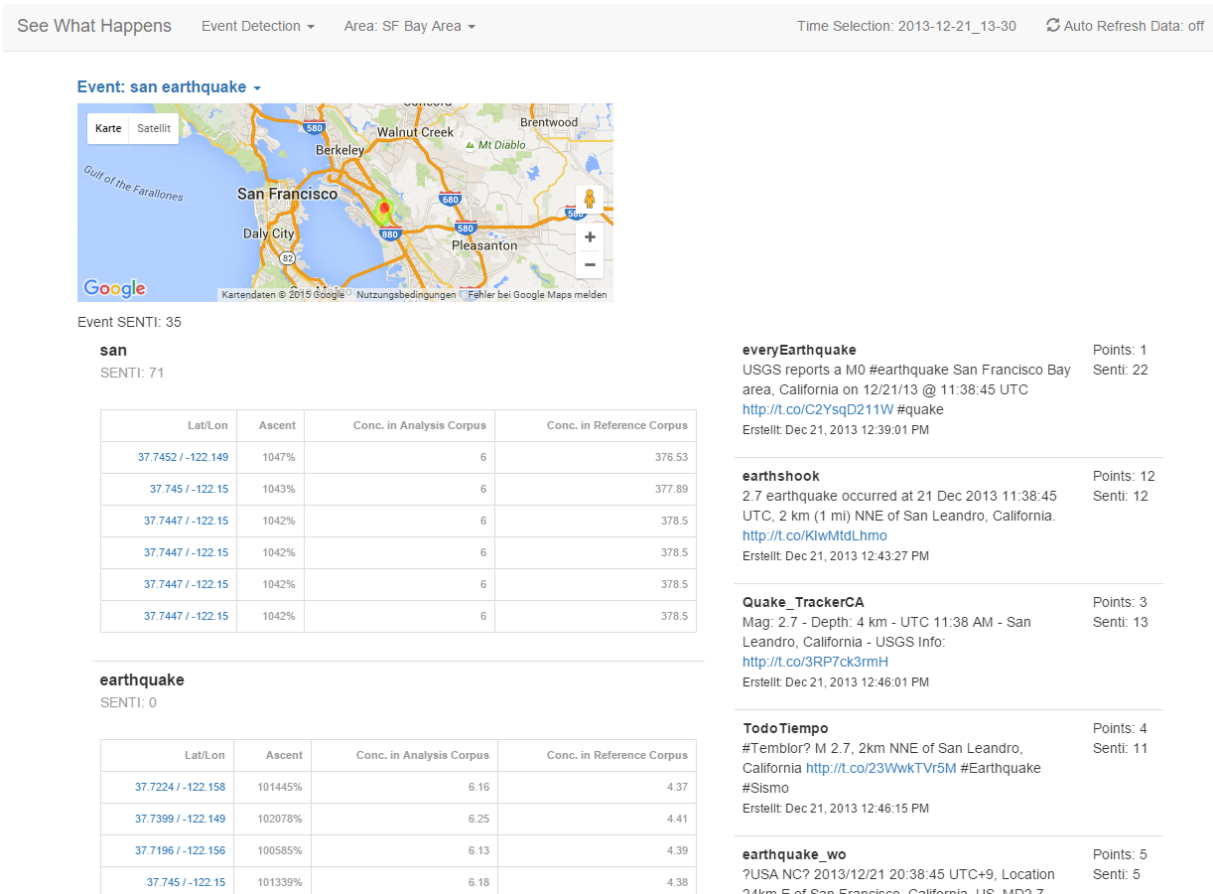 See What Happens Event Detection Area: SF Bay Area Time Selection: 2013-12-21_13-30 Auto Refresh Data: off
Event: san earthquake
Karte Satellit
580
Walnut Creek
Brentwood
Berkeley
Mt Diablo
Gulf of the Farallones
San Francisco
680
580
Daly City
880
580
Pleasanton
82
Google
Kartendaten © 2015 Google Nutzungsbedingungen Fehler bei Google Maps melden
Event SENTI: 35
san
SENTI: 71
Lat/Lon Ascent Conc. in Analysis Corpus Conc. in Reference Corpus
37.7452 / -122.149 1047% 6 376.53
37.745 / -122.15 1043% 6 377.89
37.7447 / -122.15 1042% 6 378.5
37.7447 / -122.15 1042% 6 378.5
37.7447 / -122.15 1042% 6 378.5
37.7447 / -122.15 1042% 6 378.5
earthquake
SENTI: 0
Lat/Lon Ascent Conc. in Analysis Corpus Conc. in Reference Corpus
37.7224 / -122.158 101445% 6.16 4.37
37.7399 / -122.149 102078% 6.25 4.41
37.7196 / -122.156 100585% 6.13 4.39
37.745 / -122.15 101339% 6.18 4.38
everyEarthquake Points: 1
USGS reports a M0 #earthquake San Francisco Bay Senti: 22
area, California on 12/21/13 @ 11:38:45 UTC
http://t.co/C2YsqD211W #quake
Erstellt: Dec 21, 2013 12:39:01 PM
earthshook Points: 12
2.7 earthquake occurred at 21 Dec 2013 11:38:45 Senti: 12
UTC, 2 km (1 mi) NNE of San Leandro, California.
http://t.co/KIwMtdLhmo
Erstellt: Dec 21, 2013 12:43:27 PM
Quake_TrackerCA Points: 3
Mag: 2.7 - Depth: 4 km - UTC 11:38 AM - San Senti: 13
Leandro, California - USGS Info:
http://t.co/3RP7ck3rmH
Erstellt: Dec 21, 2013 12:46:01 PM
TodoTiempo Points: 4
#Temblor? M 2.7, 2km NNE of San Leandro, Senti: 11
California http://t.co/23WwkTVr5M #Earthquake
#Sismo
Erstellt: Dec 21, 2013 12:46:15 PM
earthquake_wo Points: 5
?USA NC? 2013/12/21 20:38:45 UTC+9, Location Senti: 5
24km E of San Francisco, California, US, MD2.7,